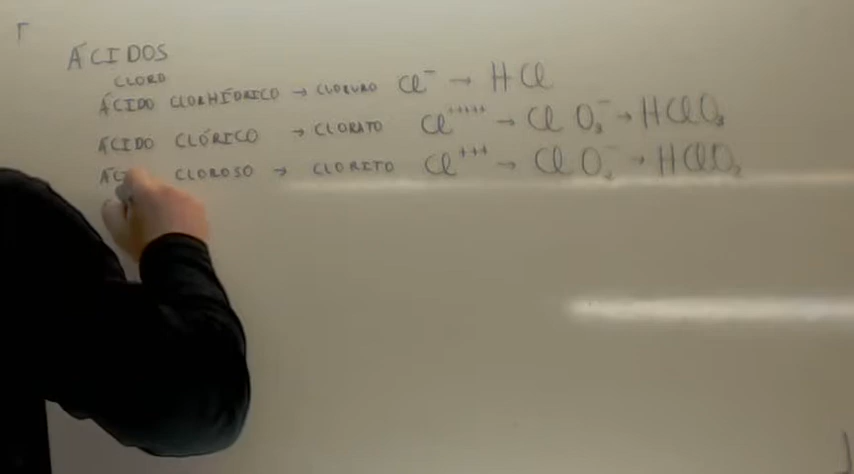 ÁCIDOS
CLORO
ÁCIDO CLORHÍDRICO → CLORURO Cl⁻ → HCl
ÁCIDO CLÓRICO → CLORATO Cl⁺⁺⁺⁺⁺ → ClO₃⁻ → HClO₃
CLOROSO → CLORITO Cl⁺⁺⁺ → ClO₂⁻ → HClO₂